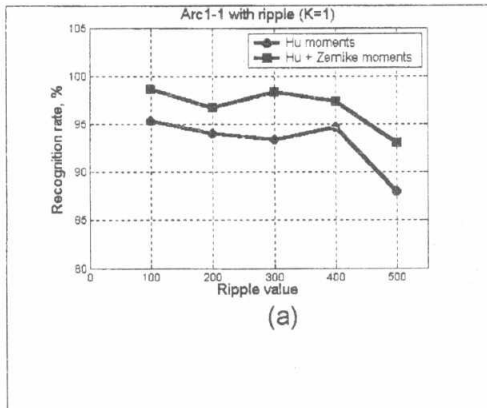 Arc1-1 with ripple (K=1)
Hu moments
Hu + Zernike moments
Recognition rate, %
105
100
95
90
85
80
0 100 200 300 400 500
Ripple value
(a)